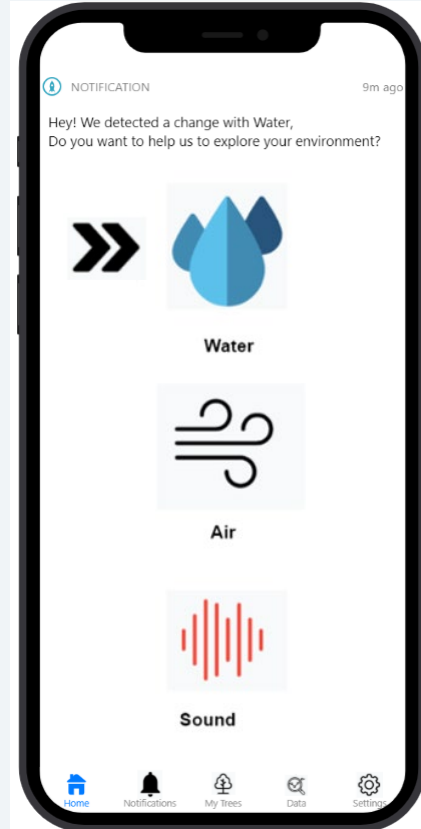 NOTIFICATION 9m ago
Hey! We detected a change with Water,
Do you want to help us to explore your environment?
Water
Air
Sound
Home Notifications My Trees Data Settings